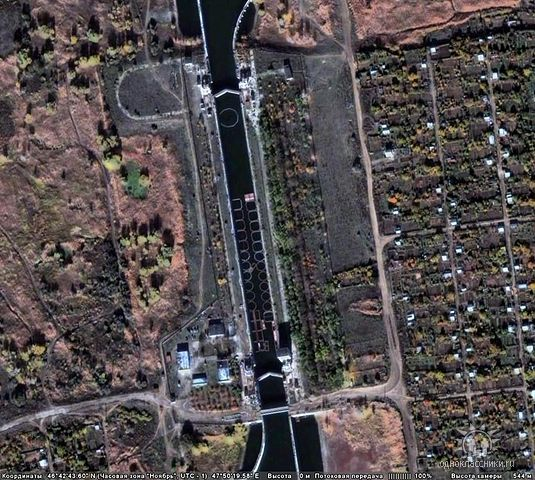 одноклассники.ru
Координаты 46°42'43.60" N (Часовая зона "Ноябрь", UTC - 1) 47°50'19.58" E Высота 0 м Потоковая передача |||||||||| 100% Высота камеры 544 м